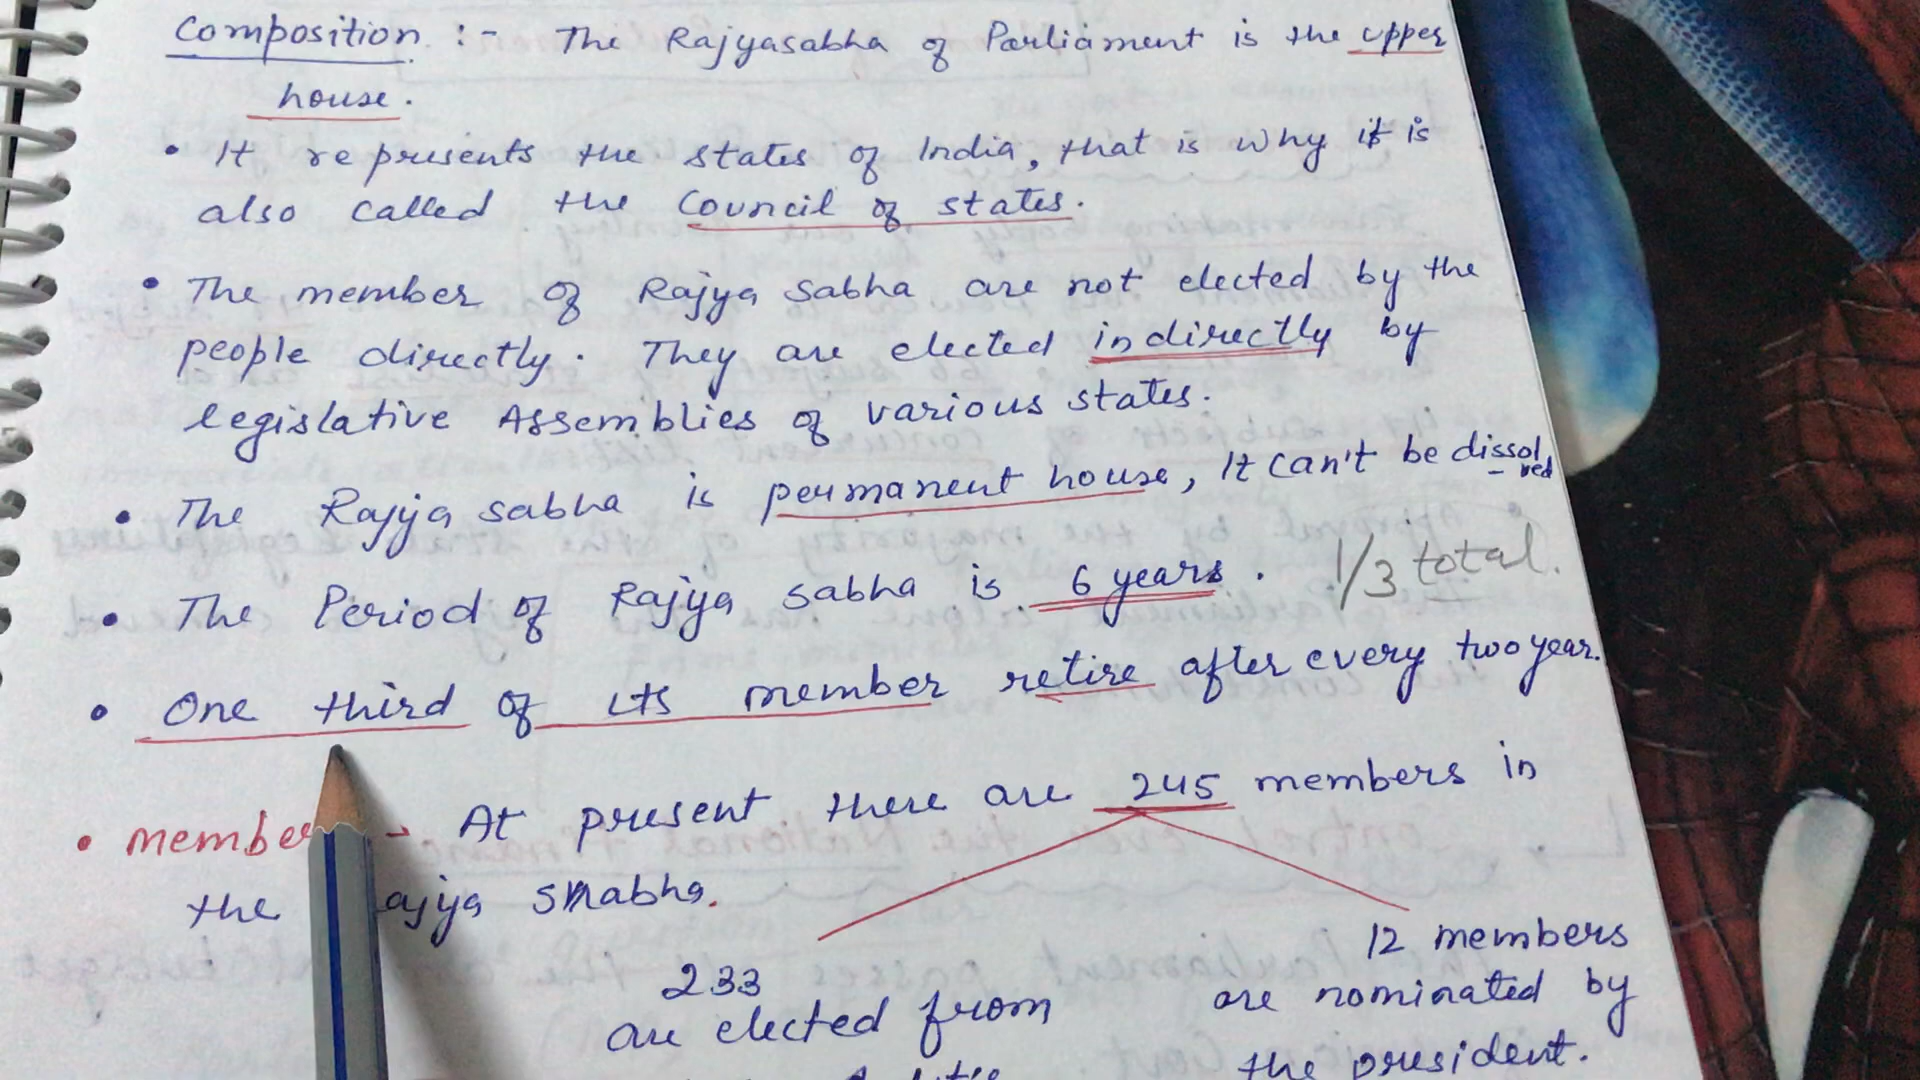 Composition :- The Rajyasabha of Parliament is the upper
house.
• It represents the states of India, that is why it is
also called the Council of states.
• The member of Rajya Sabha are not elected by the
people directly. They are elected indirectly by
legislative Assemblies of various states.
• The Rajya sabha is permanent house, It can't be dissolved
• The Period of Rajya sabha is 6 years. 1/3 total.
• One third of its member retire after every two year.
• member - At present there are 245 members in
the ajya sabha.
233
are elected from
12 members
are nominated by
the president.